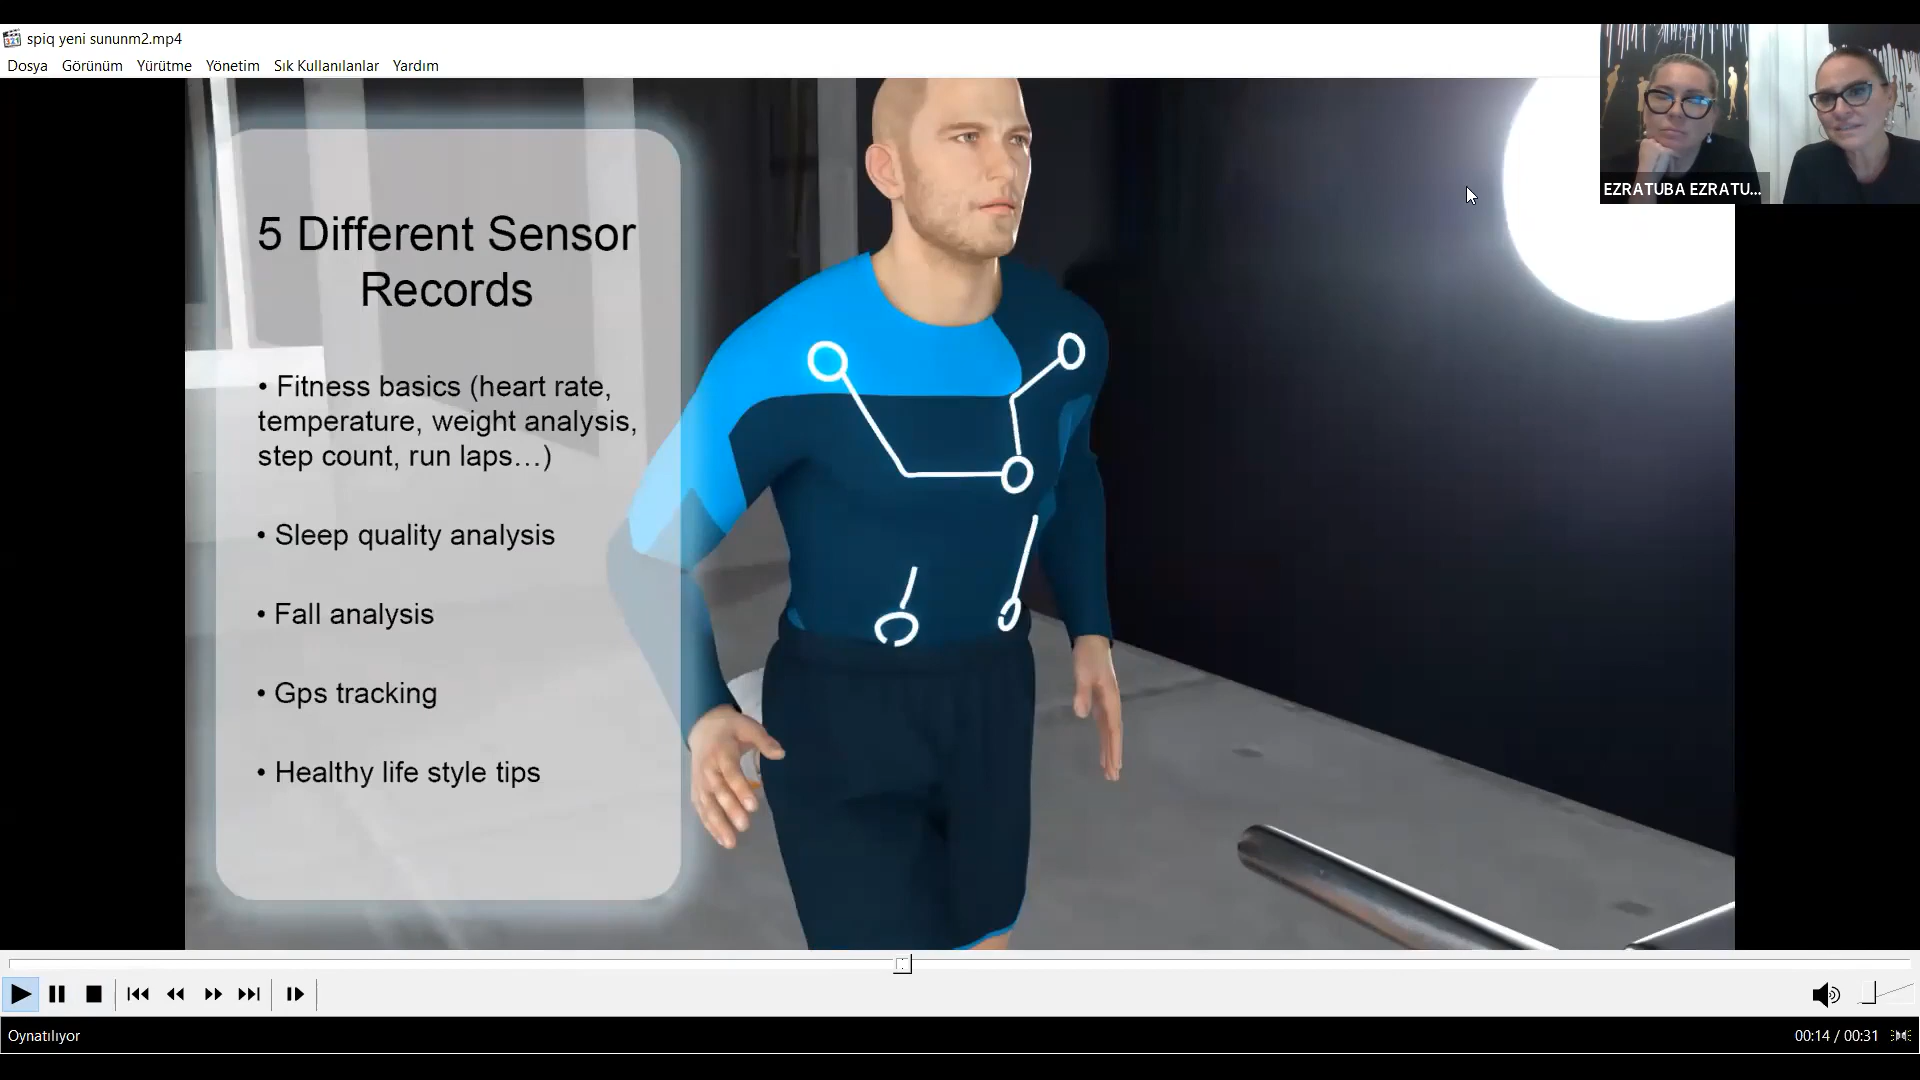 spiq yeni sununm2.mp4
Dosya Görünüm Yürütme Yönetim Sık Kullanılanlar Yardım
EZRATUBA EZRATU...
5 Different Sensor
Records
• Fitness basics (heart rate,
temperature, weight analysis,
step count, run laps…)
• Sleep quality analysis
• Fall analysis
• Gps tracking
• Healthy life style tips
Oynatılıyor
00:14 / 00:31